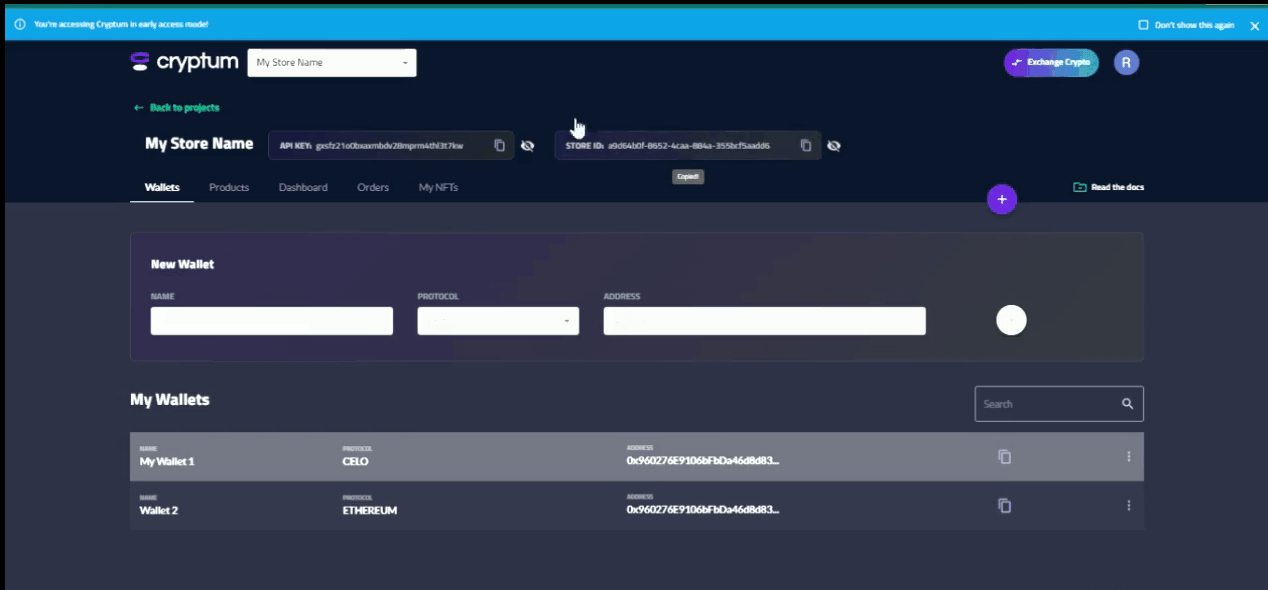 You're accessing Cryptum in early access mode!
Don't show this again
cryptum
My Store Name
Exchange Crypto
R
Back to projects
My Store Name
API KEY: gxsfz21o0bxaxmbdv28mprm4thl3t7kw
STORE ID: a9d64b0f-8652-4caa-884a-355bcf5aadd6
Copied!
Wallets Products Dashboard Orders My NFTs
+
Read the docs
New Wallet
NAME PROTOCOL ADDRESS
My Wallets
Search
NAME PROTOCOL ADDRESS
My Wallet 1 CELO 0x960276E9106bFbDa46d8d83...
NAME PROTOCOL ADDRESS
Wallet 2 ETHEREUM 0x960276E9106bFbDa46d8d83...